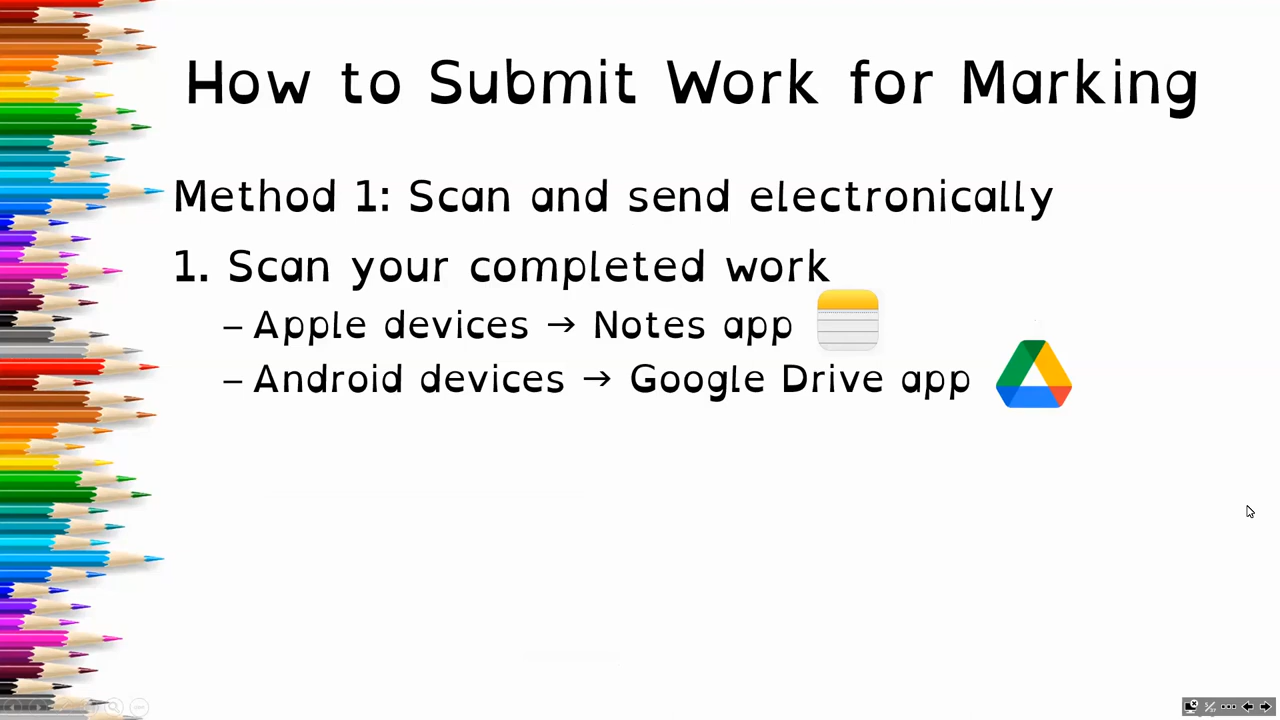 How to Submit Work for Marking
Method 1: Scan and send electronically
1. Scan your completed work
– Apple devices → Notes app
– Android devices → Google Drive app